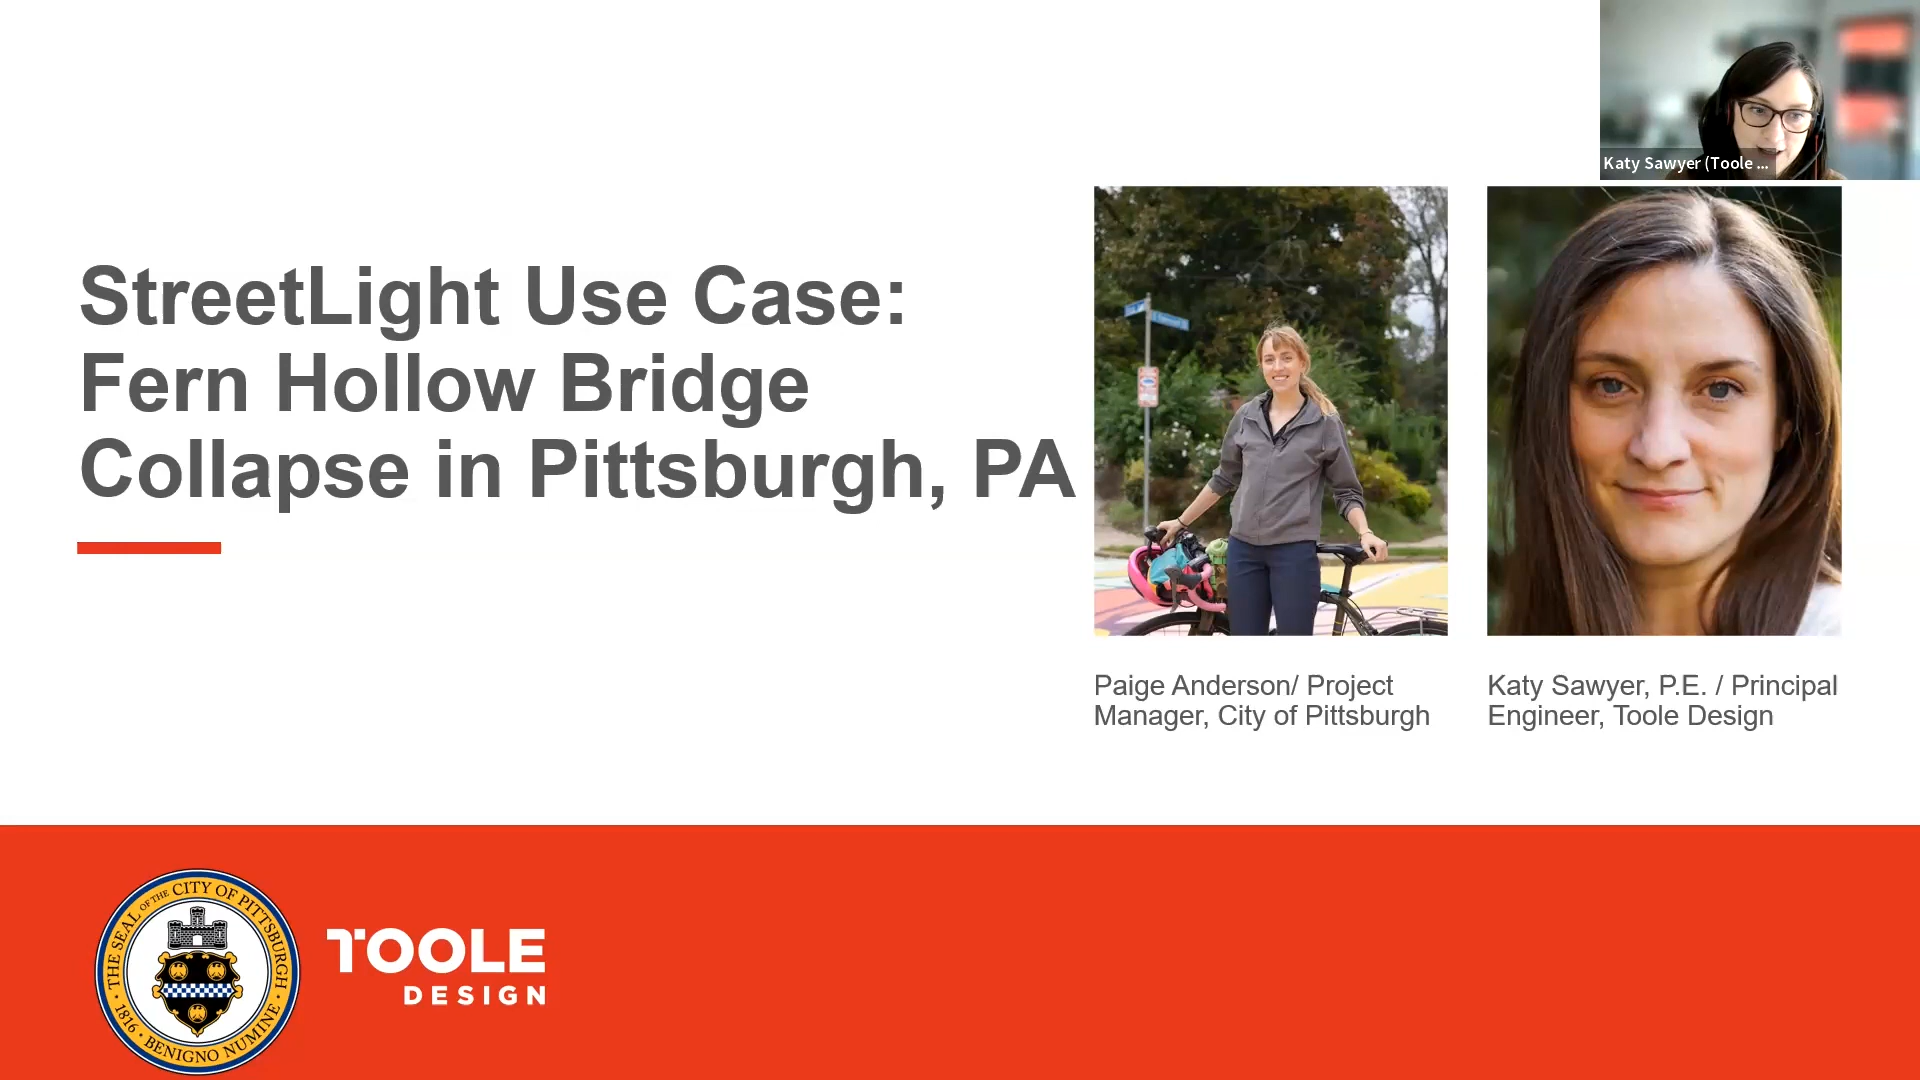 Katy Sawyer (Toole ...
StreetLight Use Case:
Fern Hollow Bridge
Collapse in Pittsburgh, PA
Paige Anderson/ Project
Manager, City of Pittsburgh
Katy Sawyer, P.E. / Principal
Engineer, Toole Design
THE SEAL OF THE CITY OF PITTSBURGH
· 1816 · BENIGNO NUMINE ·
TOOLE
DESIGN